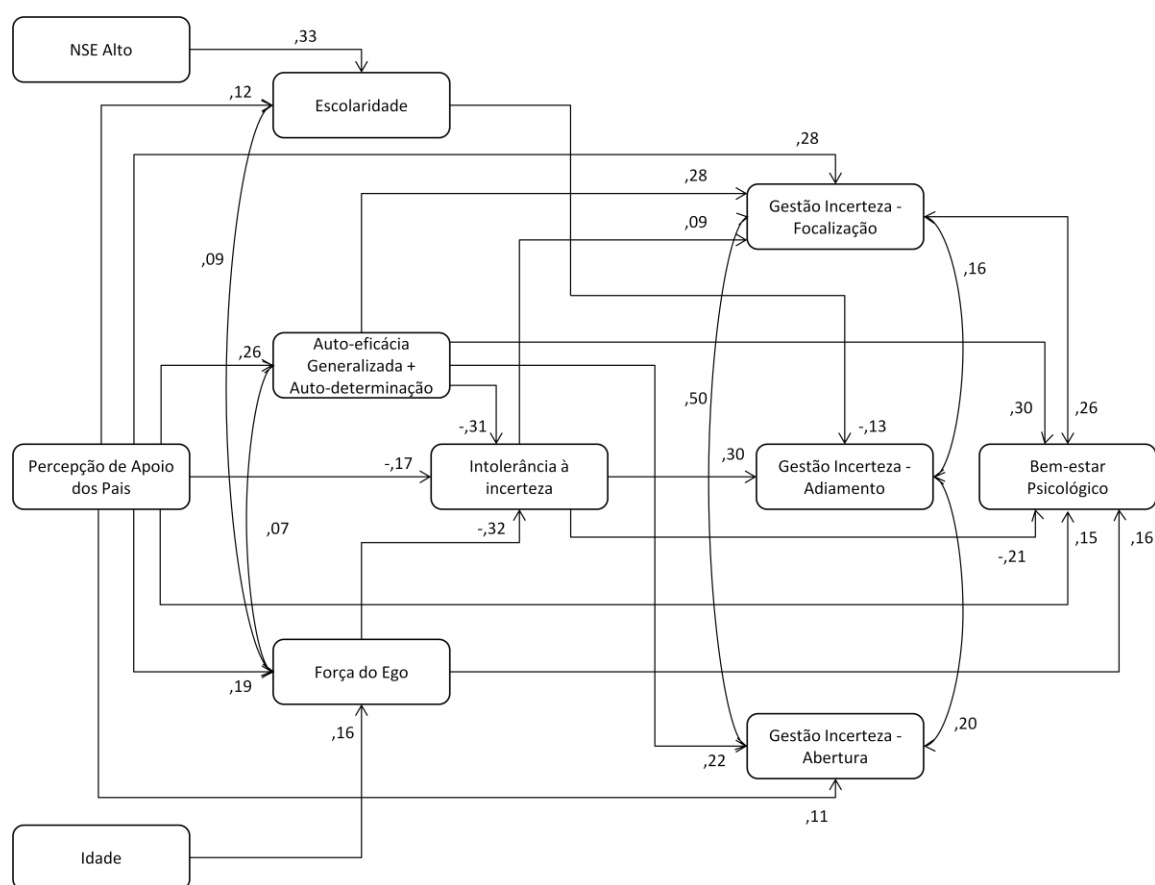 NSE Alto
,33
,12
Escolaridade
,28
,28
Gestão Incerteza -
Focalização
,09
,09
,16
Auto-eficácia
Generalizada +
Auto-determinação
,26
,50
-,31
-,13
,30
,26
Percepção de Apoio
dos Pais
-,17
Intolerância à
incerteza
,30
Gestão Incerteza -
Adiamento
Bem-estar
Psicológico
,07
-,32
-,21
,15
,16
Força do Ego
,19
,16
Gestão Incerteza -
Abertura
,20
,22
,11
Idade